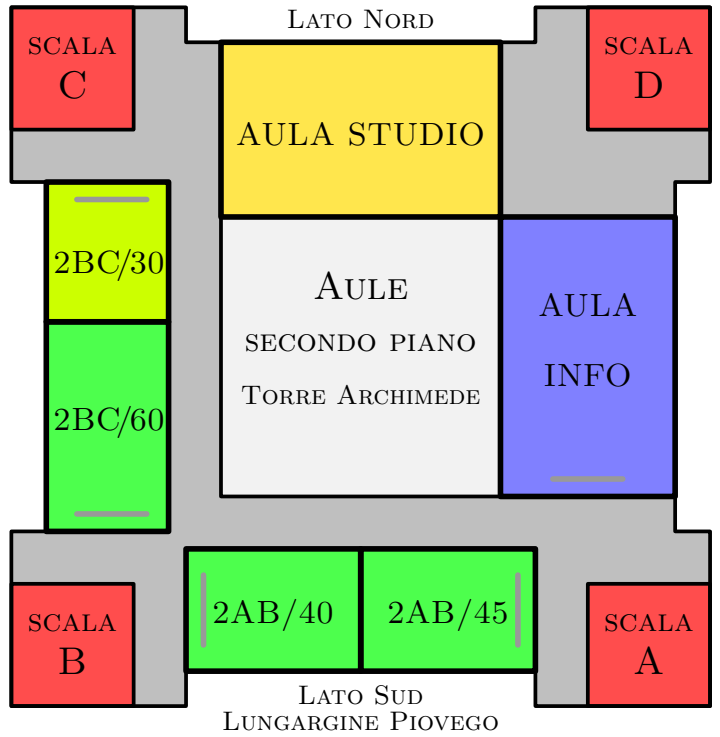 LATO NORD
SCALA
C
SCALA
D
AULA STUDIO
2BC/30
AULE
SECONDO PIANO
TORRE ARCHIMEDE
AULA
INFO
2BC/60
2AB/40
2AB/45
SCALA
B
SCALA
A
LATO SUD
LUNGARGINE PIOVEGO